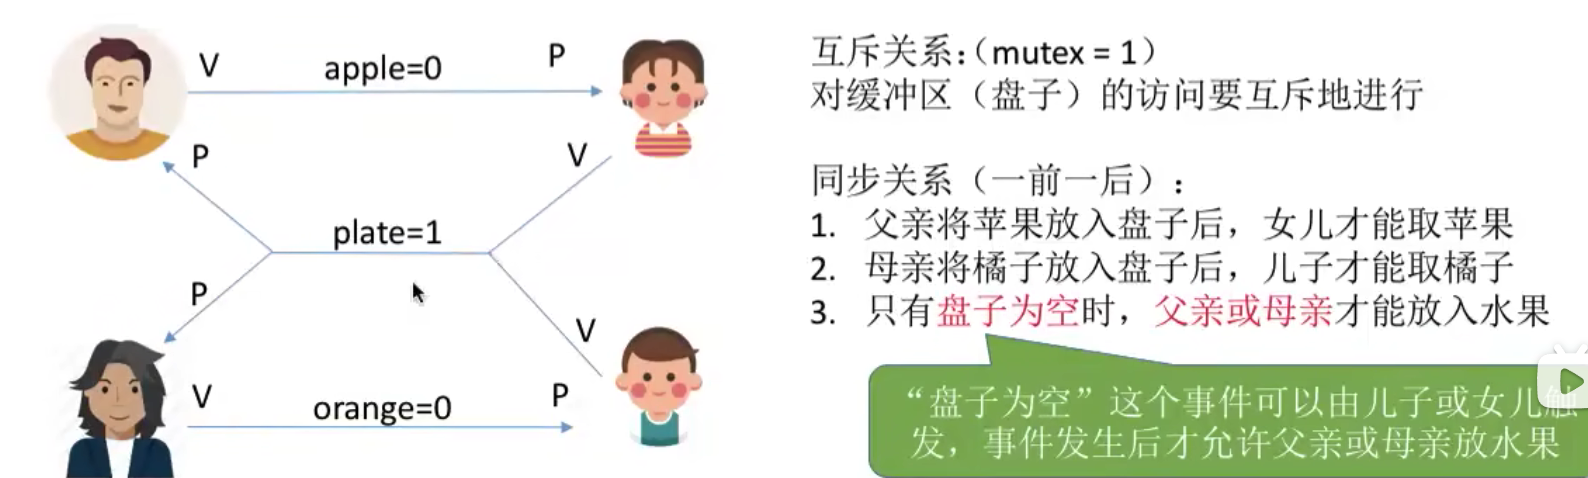 V
apple=0
P
P
V
plate=1
P
V
V
orange=0
P
互斥关系：（mutex = 1）
对缓冲区（盘子）的访问要互斥地进行
同步关系（一前一后）：
1. 父亲将苹果放入盘子后，女儿才能取苹果
2. 母亲将橘子放入盘子后，儿子才能取橘子
3. 只有盘子为空时，父亲或母亲才能放入水果
“盘子为空”这个事件可以由儿子或女儿触
发，事件发生后才允许父亲或母亲放水果